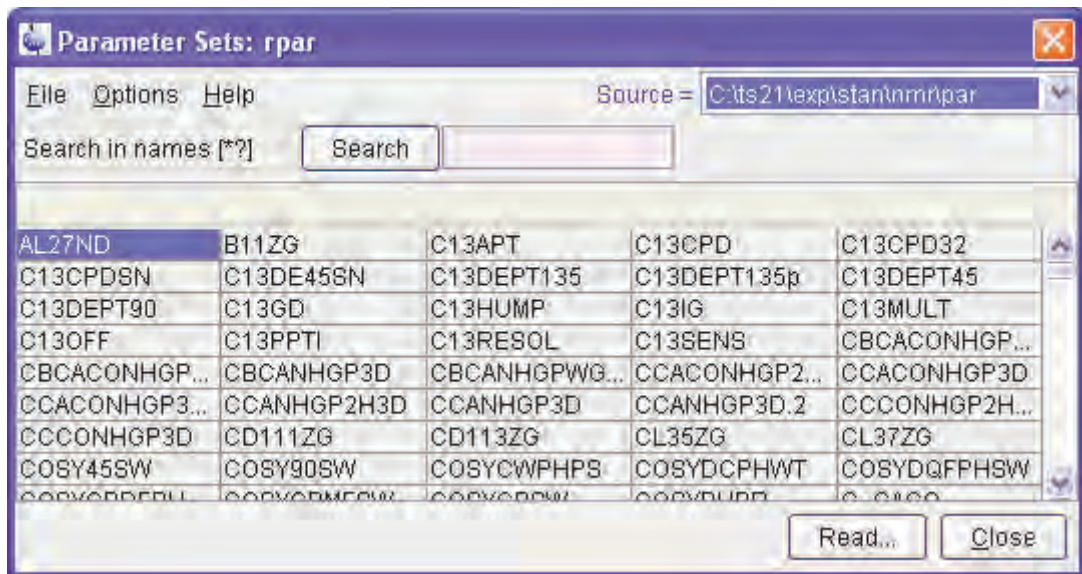 Parameter Sets: rpar
File Options Help Source = C:\ts21\exp\stan\nmr\par
Search in names [*?] Search
AL27ND B11ZG C13APT C13CPD C13CPD32
C13CPDSN C13DE45SN C13DEPT135 C13DEPT135p C13DEPT45
C13DEPT90 C13GD C13HUMP C13IG C13MULT
C13OFF C13PPTI C13RESOL C13SENS CBCACONHGP...
CBCACONHGP... CBCANHGP3D CBCANHGPWG... CCACONHGP2... CCACONHGP3D
CCACONHGP3... CCANHGP2H3D CCANHGP3D CCANHGP3D.2 CCCONHGP2H...
CCCONHGP3D CD111ZG CD113ZG CL35ZG CL37ZG
COSY45SW COSY90SW COSYCWPHPS COSYDCPHWT COSYDQFPHSW
Read... Close